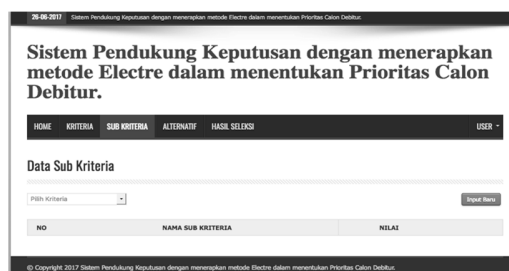 26-06-2017 Sistem Pendukung Keputusan dengan menerapkan metode Electre dalam menentukan Prioritas Calon Debitur.
Sistem Pendukung Keputusan dengan menerapkan
metode Electre dalam menentukan Prioritas Calon
Debitur.
HOME KRITERIA SUB KRITERIA ALTERNATIF HASIL SELEKSI USER
Data Sub Kriteria
Pilih Kriteria Input Baru
NO NAMA SUB KRITERIA NILAI
© Copyright 2017 Sistem Pendukung Keputusan dengan menerapkan metode Electre dalam menentukan Prioritas Calon Debitur.